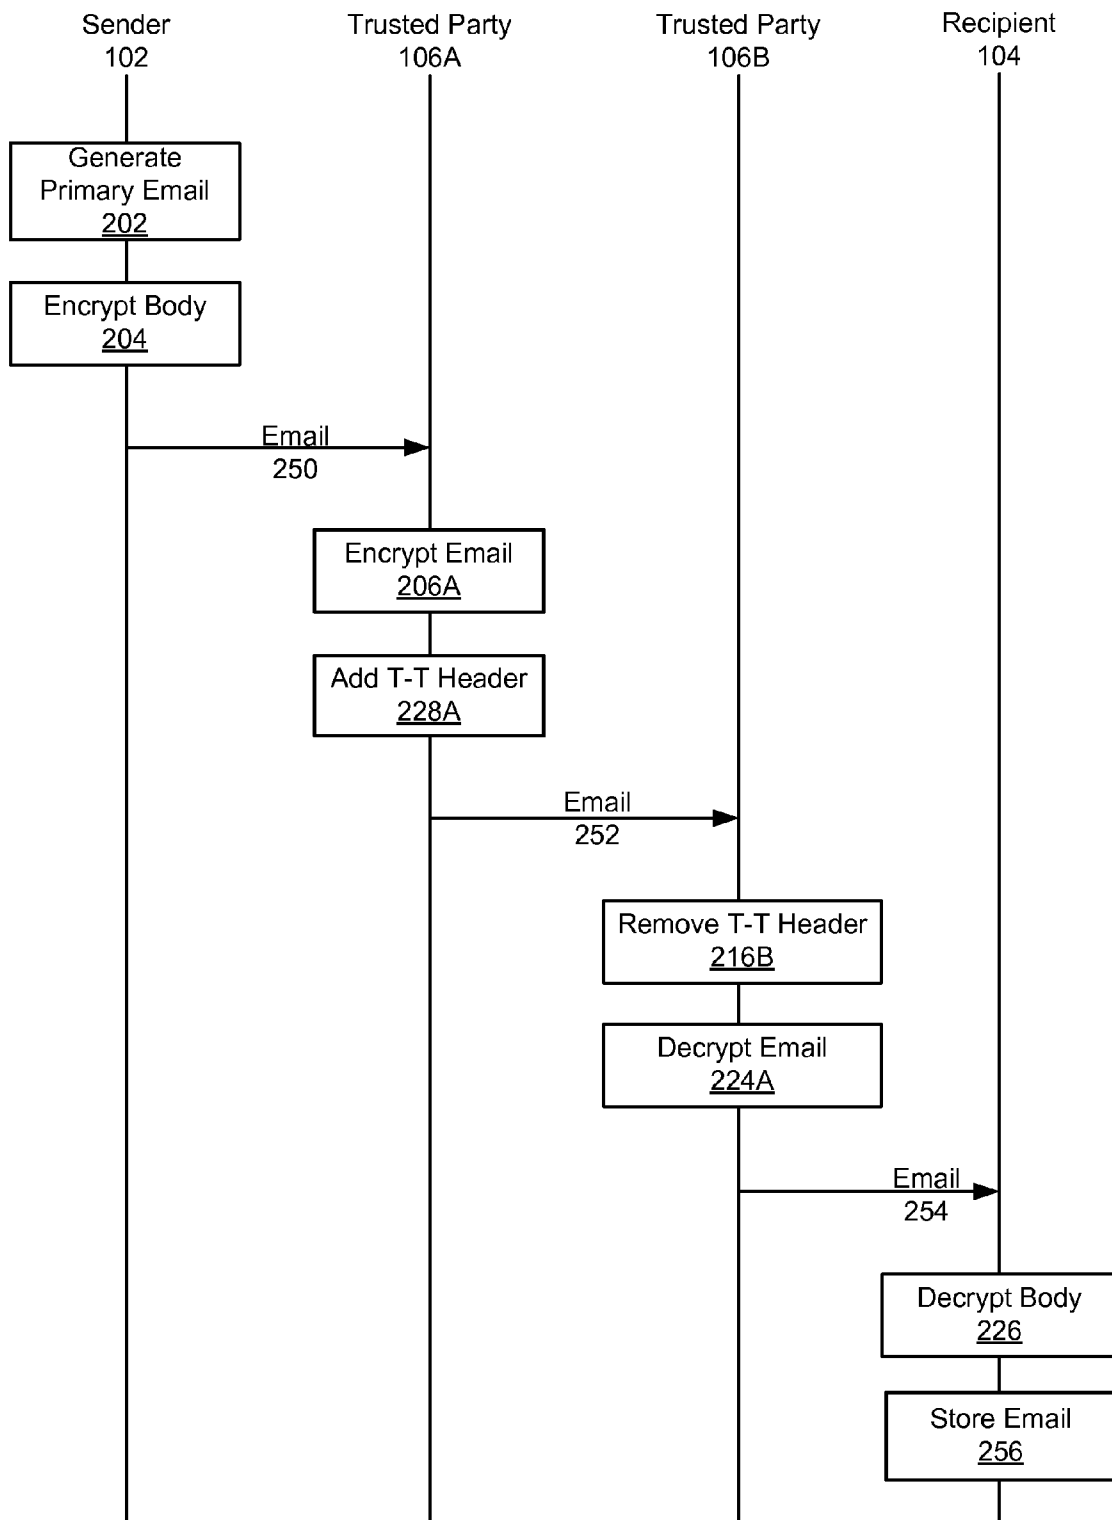 Sender
102
Trusted Party
106A
Trusted Party
106B
Recipient
104
Generate
Primary Email
202
Encrypt Body
204
Email
250
Encrypt Email
206A
Add T-T Header
228A
Email
252
Remove T-T Header
216B
Decrypt Email
224A
Email
254
Decrypt Body
226
Store Email
256